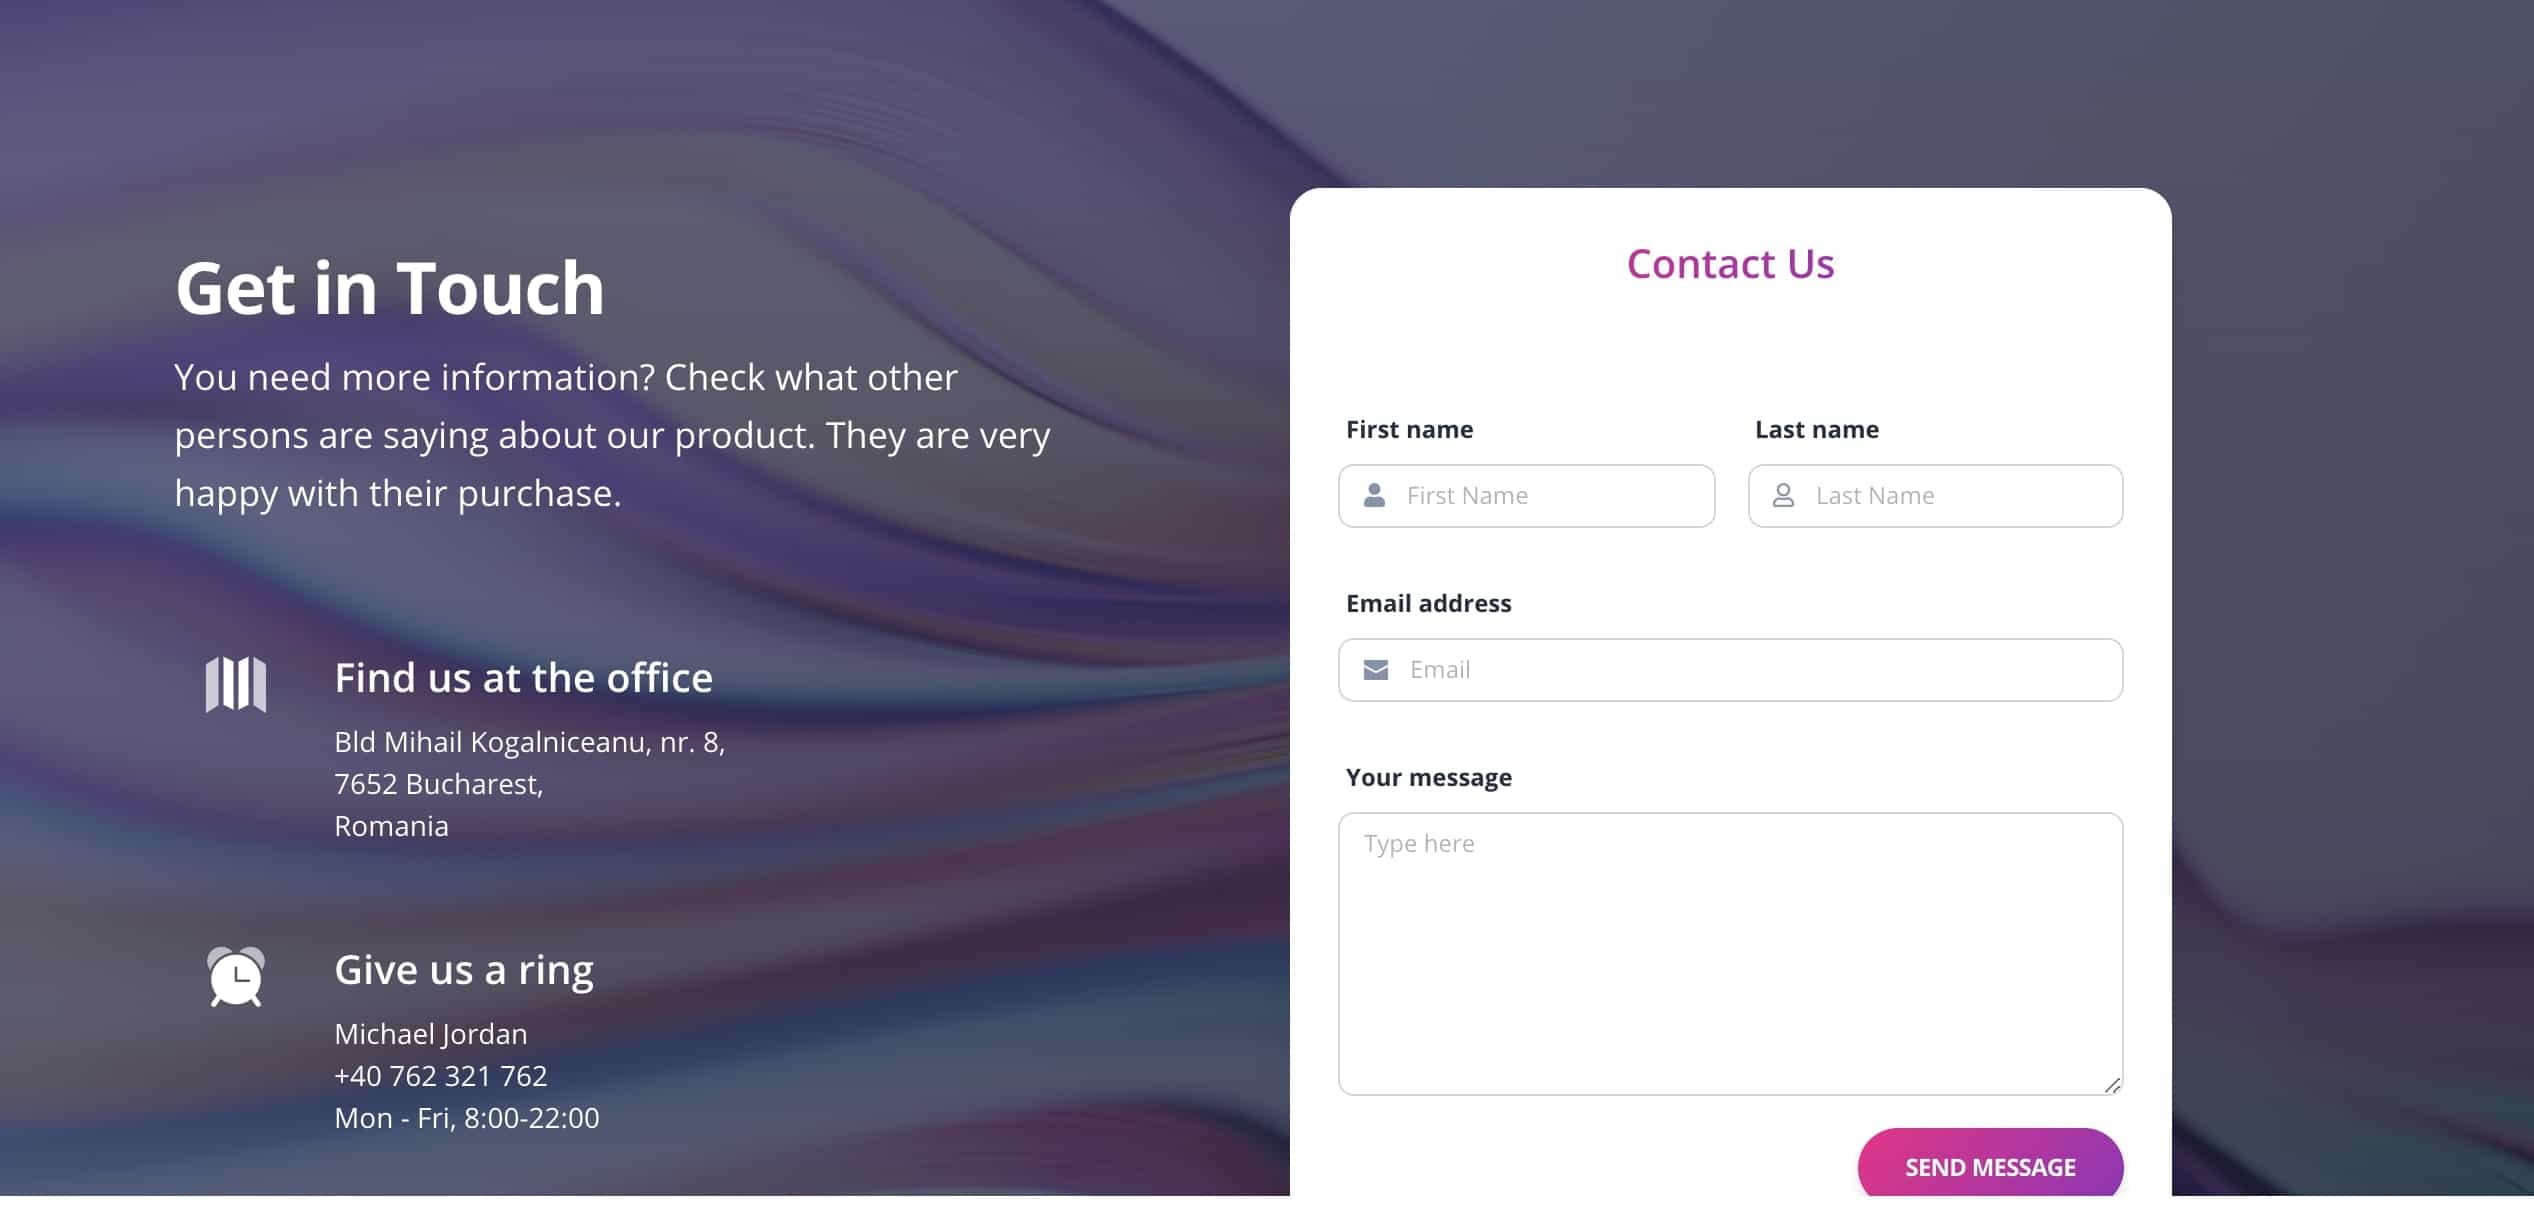 Get in Touch
You need more information? Check what other
persons are saying about our product. They are very
happy with their purchase.
Find us at the office
Bld Mihail Kogalniceanu, nr. 8,
7652 Bucharest,
Romania
Give us a ring
Michael Jordan
+40 762 321 762
Mon - Fri, 8:00-22:00
Contact Us
First name
Last name
First Name
Last Name
Email address
Email
Your message
Type here
SEND MESSAGE